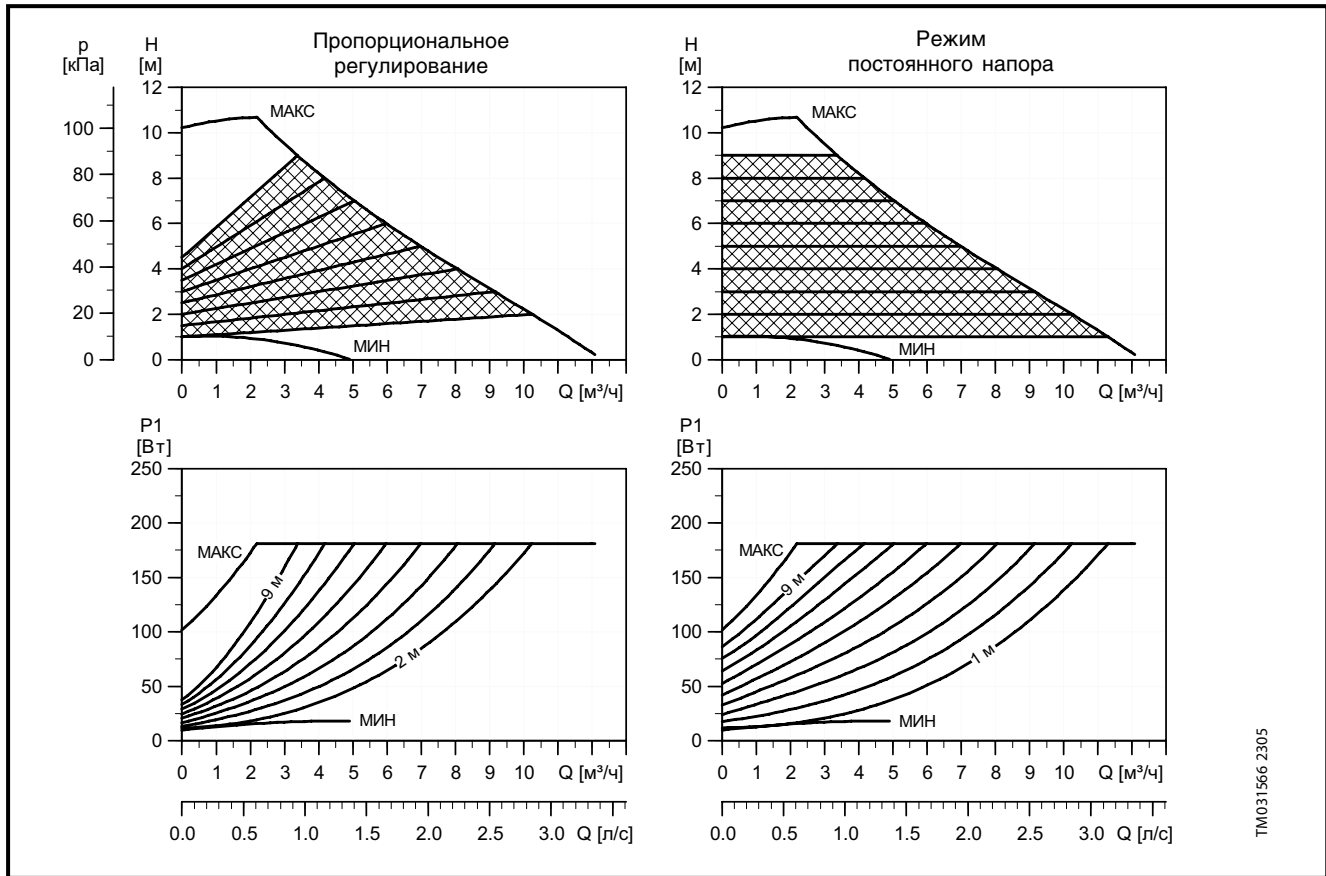 Пропорциональное
регулирование
p
[кПа]
H
[м]
12
10
8
6
4
2
0
100
80
60
40
20
0
МАКС
МИН
0 1 2 3 4 5 6 7 8 9 10 Q [м³/ч]
Режим
постоянного напора
H
[м]
12
10
8
6
4
2
0
МАКС
МИН
0 1 2 3 4 5 6 7 8 9 10 Q [м³/ч]
P1
[Вт]
250
200
150
100
50
0
МАКС
9 м
2 м
МИН
0 1 2 3 4 5 6 7 8 9 10 Q [м³/ч]
0.0 0.5 1.0 1.5 2.0 2.5 3.0 Q [л/с]
P1
[Вт]
250
200
150
100
50
0
МАКС
9 м
1 м
МИН
0 1 2 3 4 5 6 7 8 9 10 Q [м³/ч]
0.0 0.5 1.0 1.5 2.0 2.5 3.0 Q [л/с]
TM031566 2305